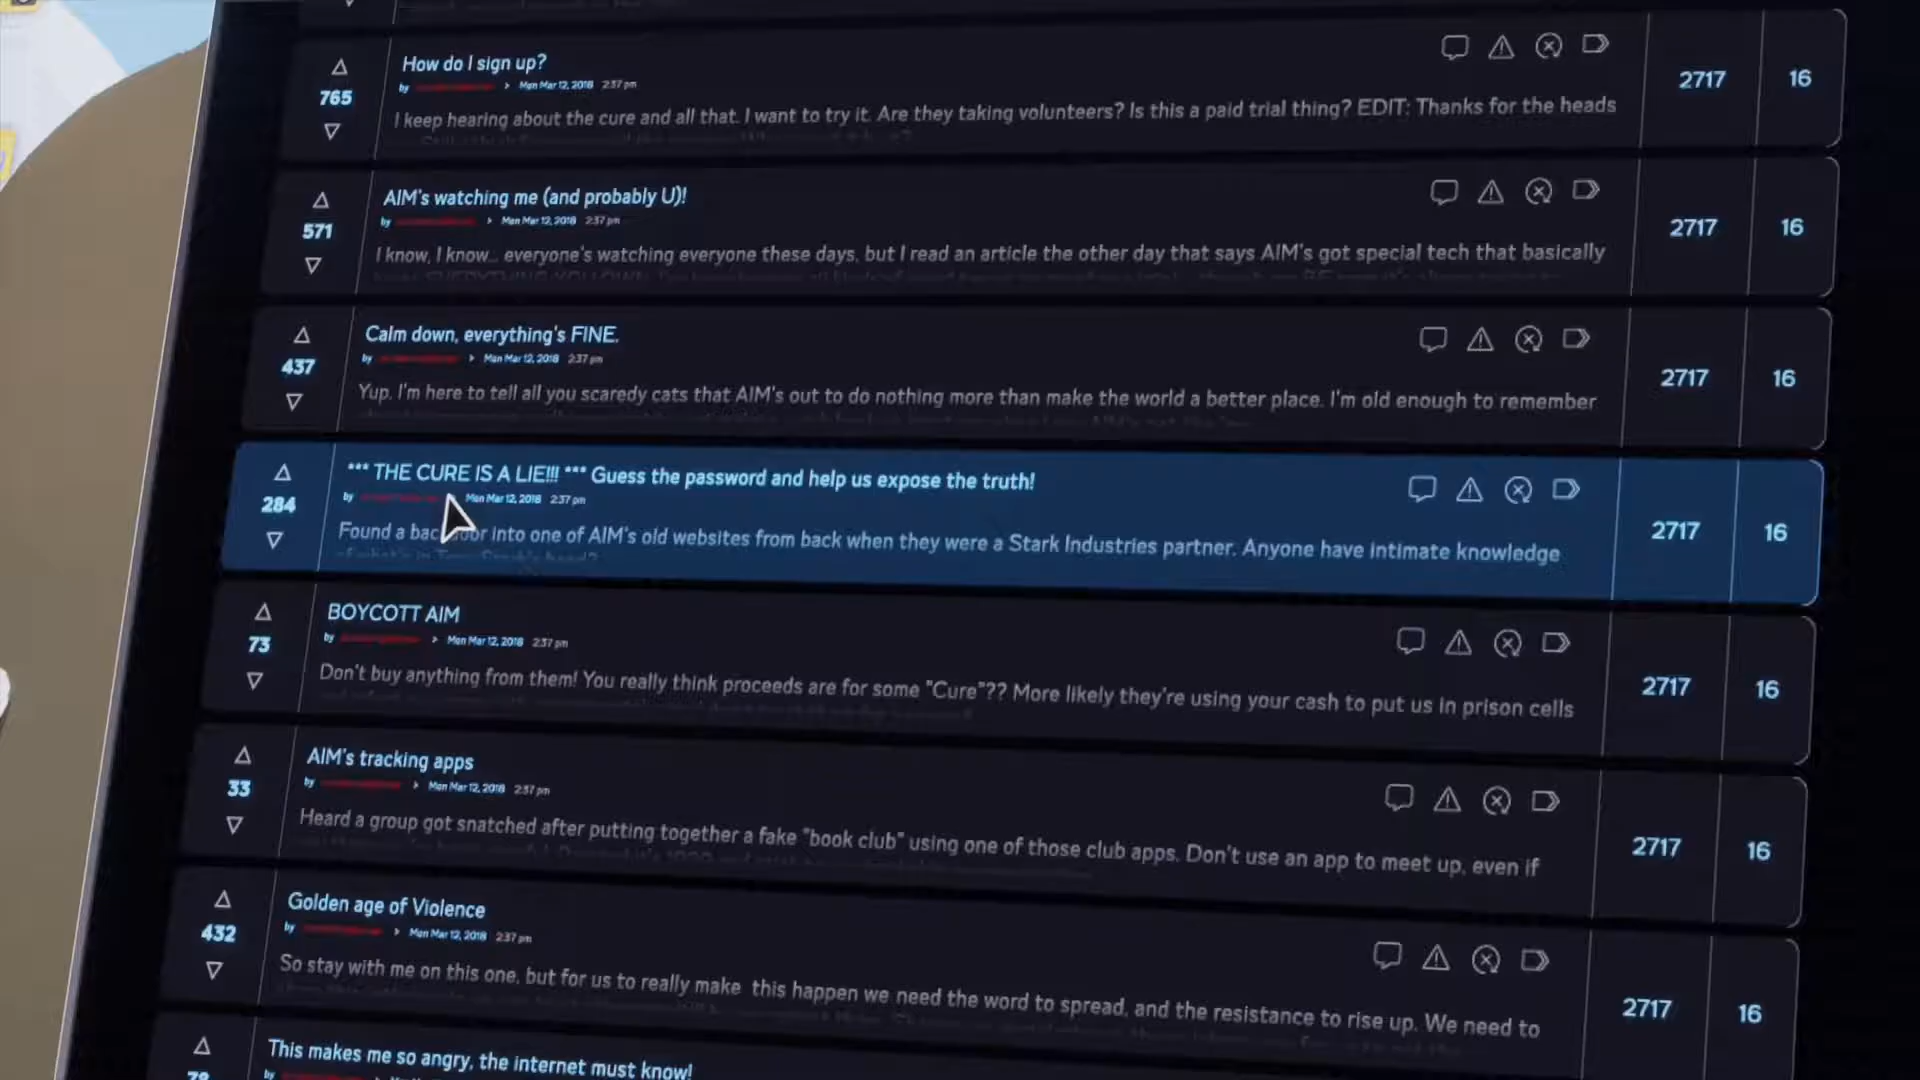 How do I sign up?
by > Mon Mar 12, 2018 2:37 pm
765
I keep hearing about the cure and all that. I want to try it. Are they taking volunteers? Is this a paid trial thing? EDIT: Thanks for the heads
2717 16
AIM's watching me (and probably U)!
by > Mon Mar 12, 2018 2:37 pm
571
I know, I know... everyone's watching everyone these days, but I read an article the other day that says AIM's got special tech that basically
2717 16
Calm down, everything's FINE.
by > Mon Mar 12, 2018 2:37 pm
437
Yup, I'm here to tell all you scaredy cats that AIM's out to do nothing more than make the world a better place. I'm old enough to remember
2717 16
*** THE CURE IS A LIE!!! *** Guess the password and help us expose the truth!
by Mon Mar 12, 2018 2:37 pm
284
Found a backdoor into one of AIM's old websites from back when they were a Stark Industries partner. Anyone have intimate knowledge
2717 16
BOYCOTT AIM
by > Mon Mar 12, 2018 2:37 pm
73
Don't buy anything from them! You really think proceeds are for some "Cure"?? More likely they're using your cash to put us in prison cells
2717 16
AIM's tracking apps
by > Mon Mar 12, 2018 2:37 pm
33
Heard a group got snatched after putting together a fake "book club" using one of those club apps. Don't use an app to meet up, even if
2717 16
Golden age of Violence
by > Mon Mar 12, 2018 2:37 pm
432
So stay with me on this one, but for us to really make this happen we need the word to spread, and the resistance to rise up. We need to
2717 16
This makes me so angry, the internet must know!
by